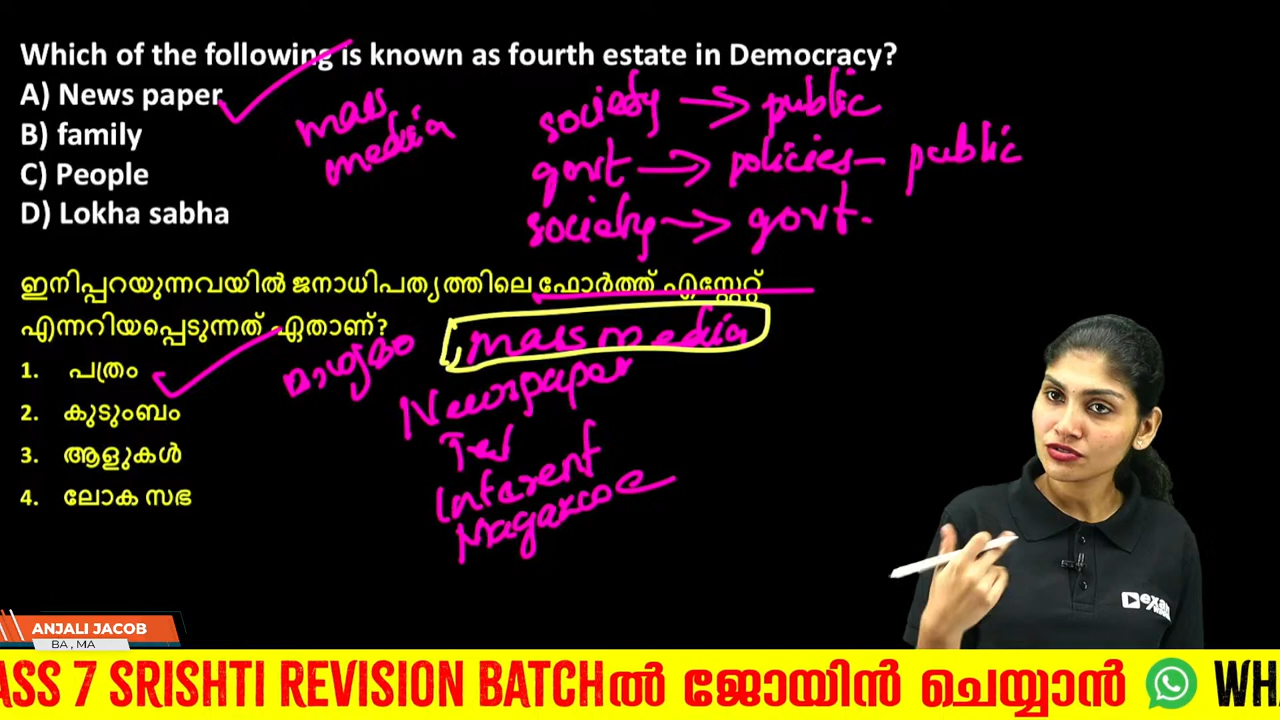 Which of the following is known as fourth estate in Democracy?
A) News paper
B) family
C) People
D) Lokha sabha
mass
media
society → public
govt → policies – public
society → govt.
ഇനിപ്പറയുന്നവയിൽ ജനാധിപത്യത്തിലെ ഫോർത്ത് എസ്റ്റേറ്റ്
എന്നറിയപ്പെടുന്നത് ഏതാണ്?
1. പത്രം
2. കുടുംബം
3. ആളുകൾ
4. ലോക സഭ
മാധ്യമം
mass media
Newspaper
Internet
exa
ANJALI JACOB
BA , MA
ASS 7 SRISHTI REVISION BATCHൽ ജോയിൻ ചെയ്യാൻ WH